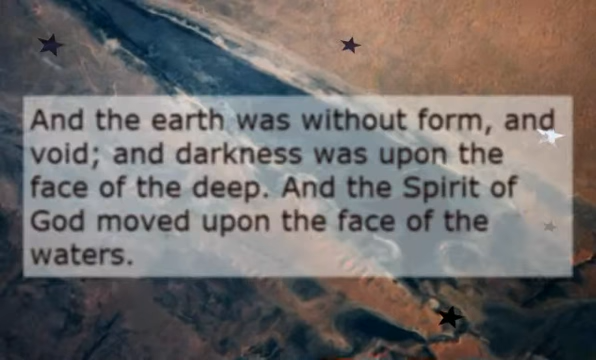 And the earth was without form, and
void; and darkness was upon the
face of the deep. And the Spirit of
God moved upon the face of the
waters.